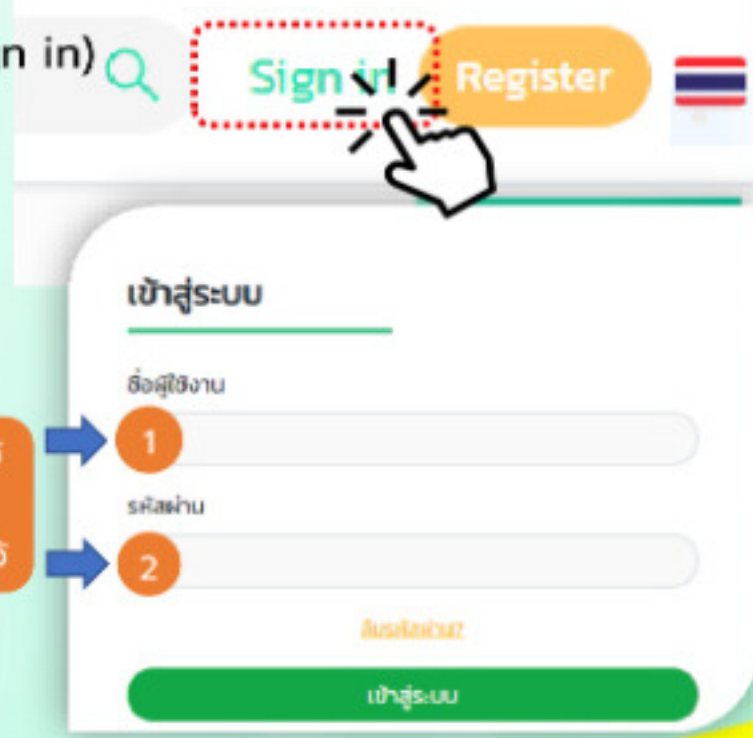 n in)
Sign in Register
เข้าสู่ระบบ
ชื่อผู้ใช้งาน
1
รหัสผ่าน
2
ลืมรหัสผ่าน?
เข้าสู่ระบบ